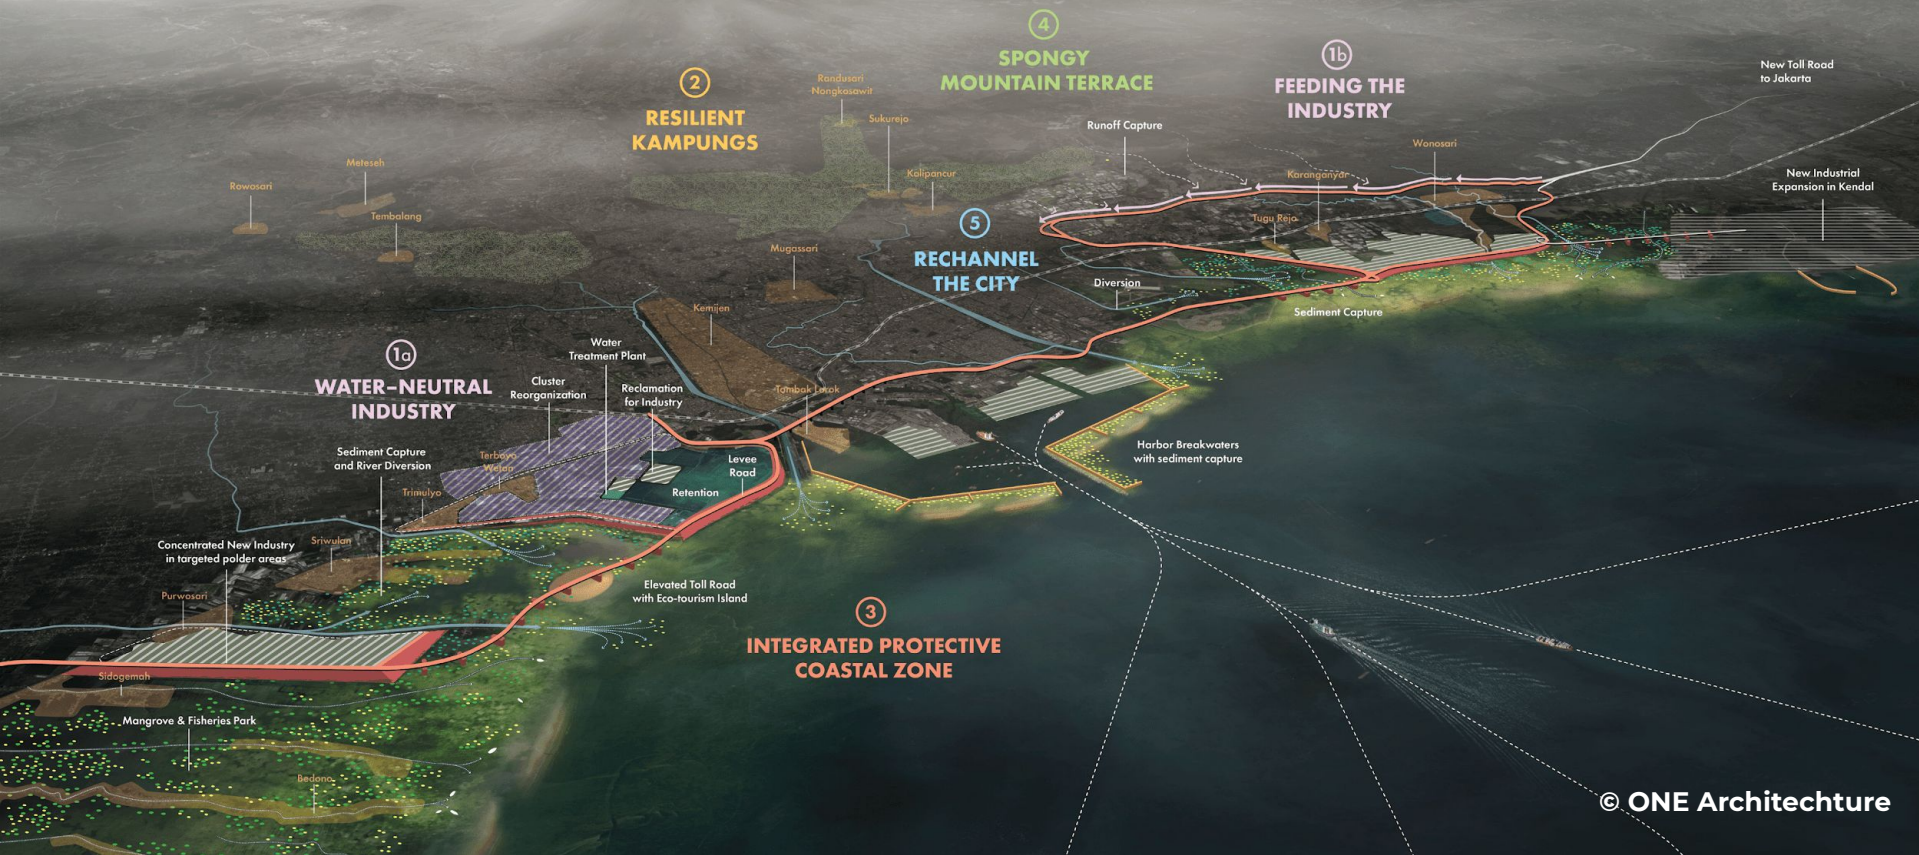 4
SPONGY
MOUNTAIN TERRACE
1b
FEEDING THE
INDUSTRY
New Toll Road
to Jakarta
2
RESILIENT
KAMPUNGS
Randusari
Nongkosawit
Sukurejo
Kolipancur
Runoff Capture
Wonosari
Karanganyar
Tugu Rejo
New Industrial
Expansion in Kendal
Meteseh
Rowosari
Tembalang
5
RECHANNEL
THE CITY
Mugassari
Diversion
Sediment Capture
Kemijen
1a
WATER-NEUTRAL
INDUSTRY
Water
Treatment Plant
Cluster
Reorganization
Reclamation
for Industry
Tambak Lorok
Sediment Capture
and River Diversion
Terboyo
Wetan
Trimulyo
Levee
Road
Retention
Harbor Breakwaters
with sediment capture
Concentrated New Industry
in targeted polder areas
Sriwulan
Purwosari
Elevated Toll Road
with Eco-tourism Island
3
INTEGRATED PROTECTIVE
COASTAL ZONE
Sidogemah
Mangrove & Fisheries Park
Bedono
© ONE Architechture